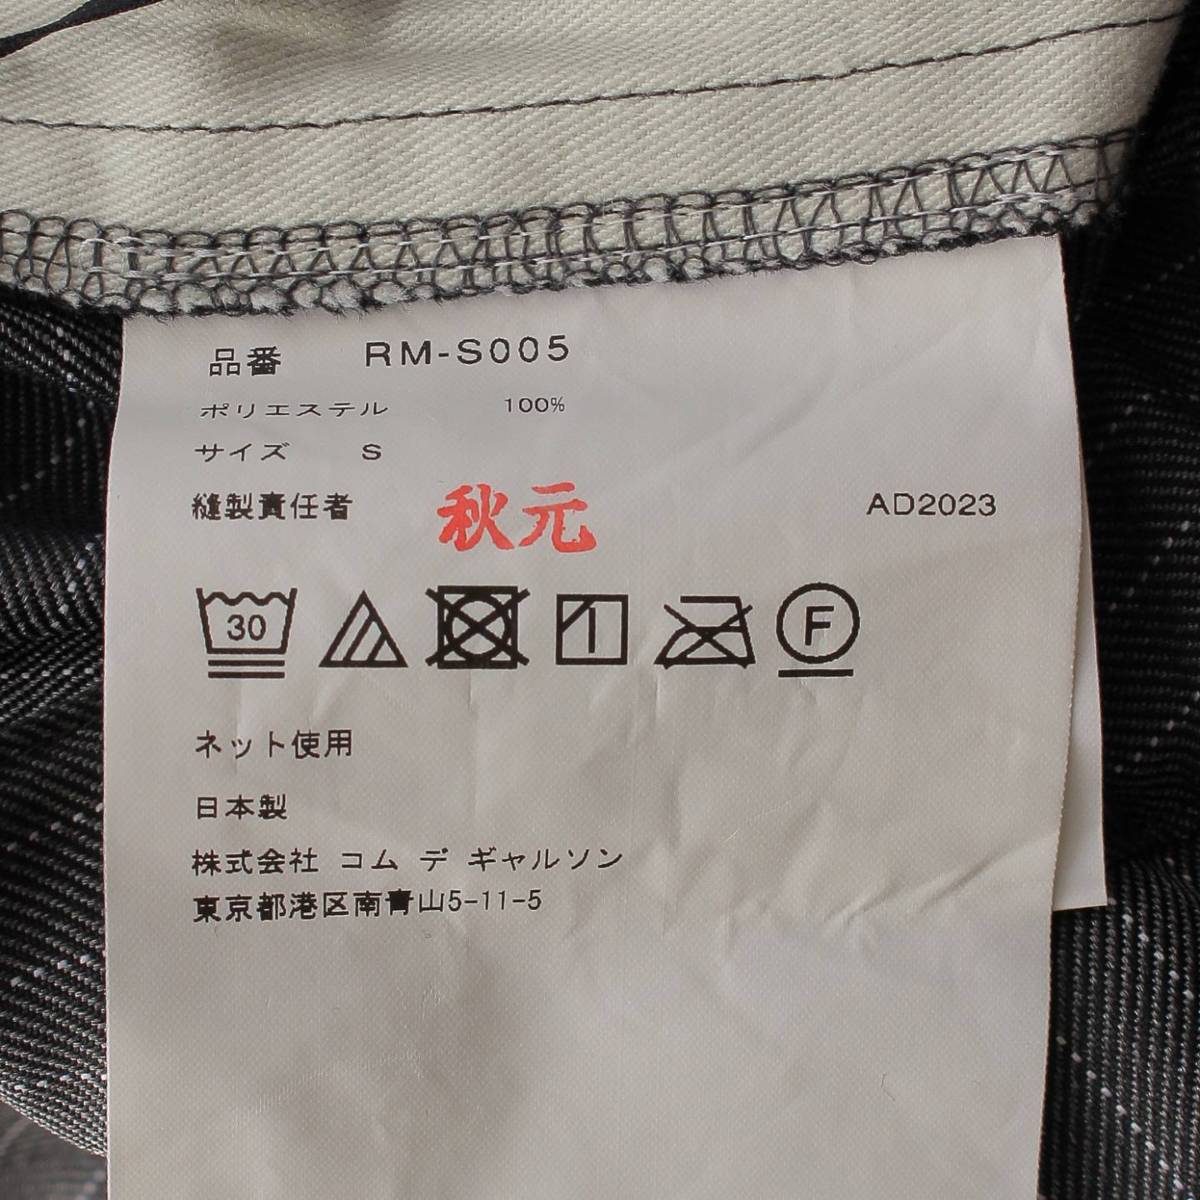 品番 RM-S005
ポリエステル 100%
サイズ S
縫製責任者 秋元 AD2023
30 F
ネット使用
日本製
株式会社 コム デ ギャルソン
東京都港区南青山5-11-5